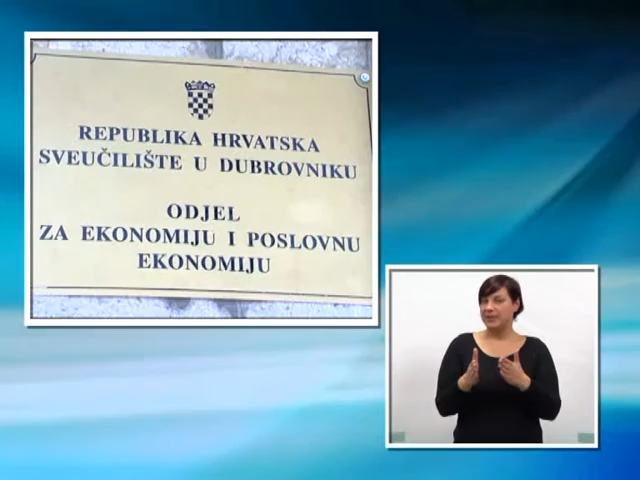 REPUBLIKA HRVATSKA
SVEUČILIŠTE U DUBROVNIKU
ODJEL
ZA EKONOMIJU I POSLOVNU
EKONOMIJU